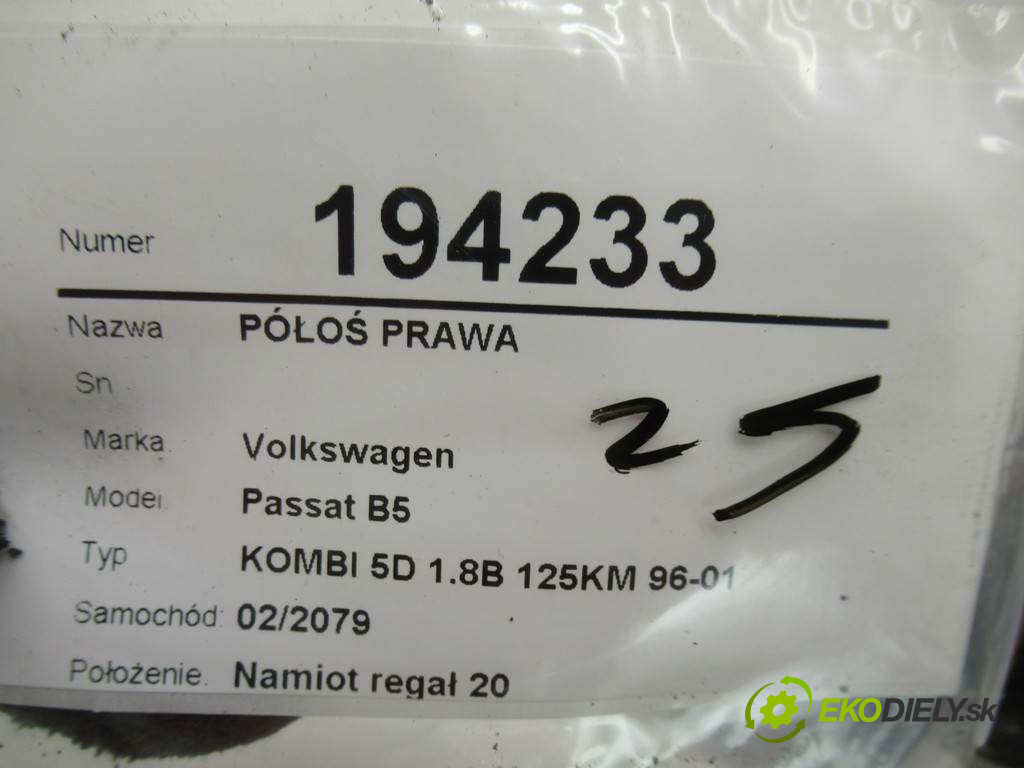 Numer 194233
Nazwa PÓŁOŚ PRAWA
Sn
25
Marka Volkswagen
Model Passat B5
Typ KOMBI 5D 1.8B 125KM 96-01
Samochód: 02/2079
Położenie. Namiot regał 20
EKODIELY.sk